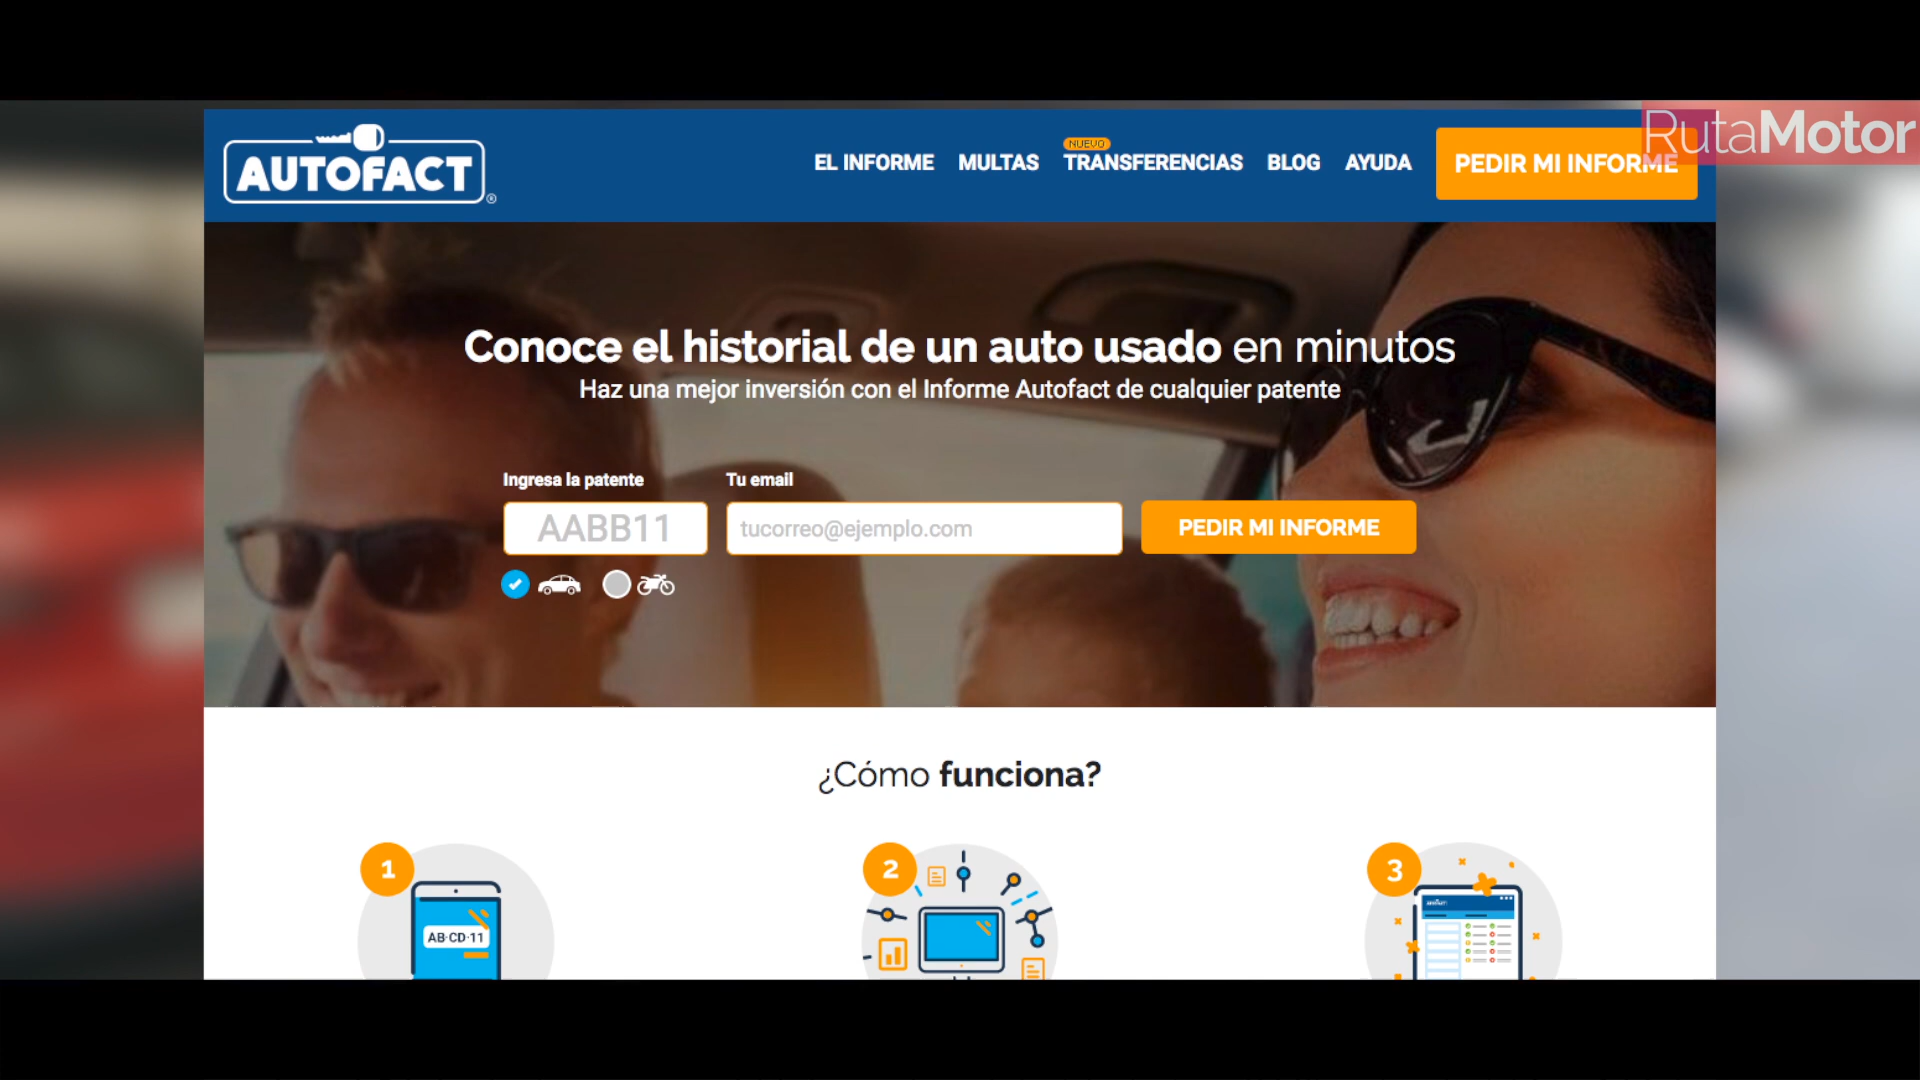 RutaMotor
AUTOFACT®
EL INFORME MULTAS NUEVO TRANSFERENCIAS BLOG AYUDA PEDIR MI INFORME
Conoce el historial de un auto usado en minutos
Haz una mejor inversión con el Informe Autofact de cualquier patente
Ingresa la patente Tu email
AABB11 tucorreo@ejemplo.com PEDIR MI INFORME
¿Cómo funciona?
1 2 3
AB·CD·11